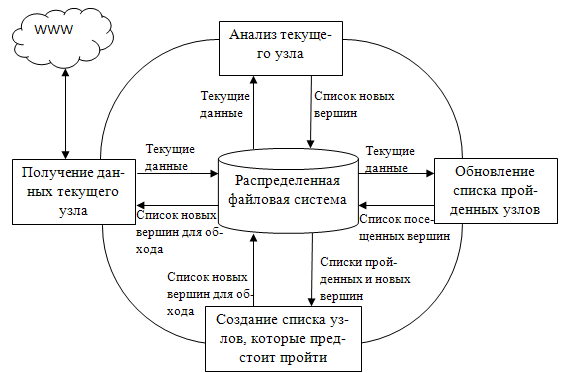 WWW
Анализ текуще-
го узла
Текущие
данные
Список новых
вершин
Текущие
данные
Текущие
данные
Получение дан-
ных текущего
узла
Распределенная
файловая система
Обновление
списка прой-
денных узлов
Список новых
вершин для об-
хода
Список посе-
щенных вершин
Список новых
вершин для об-
хода
Списки прой-
денных и новых
вершин
Создание списка уз-
лов, которые пред-
стоит пройти